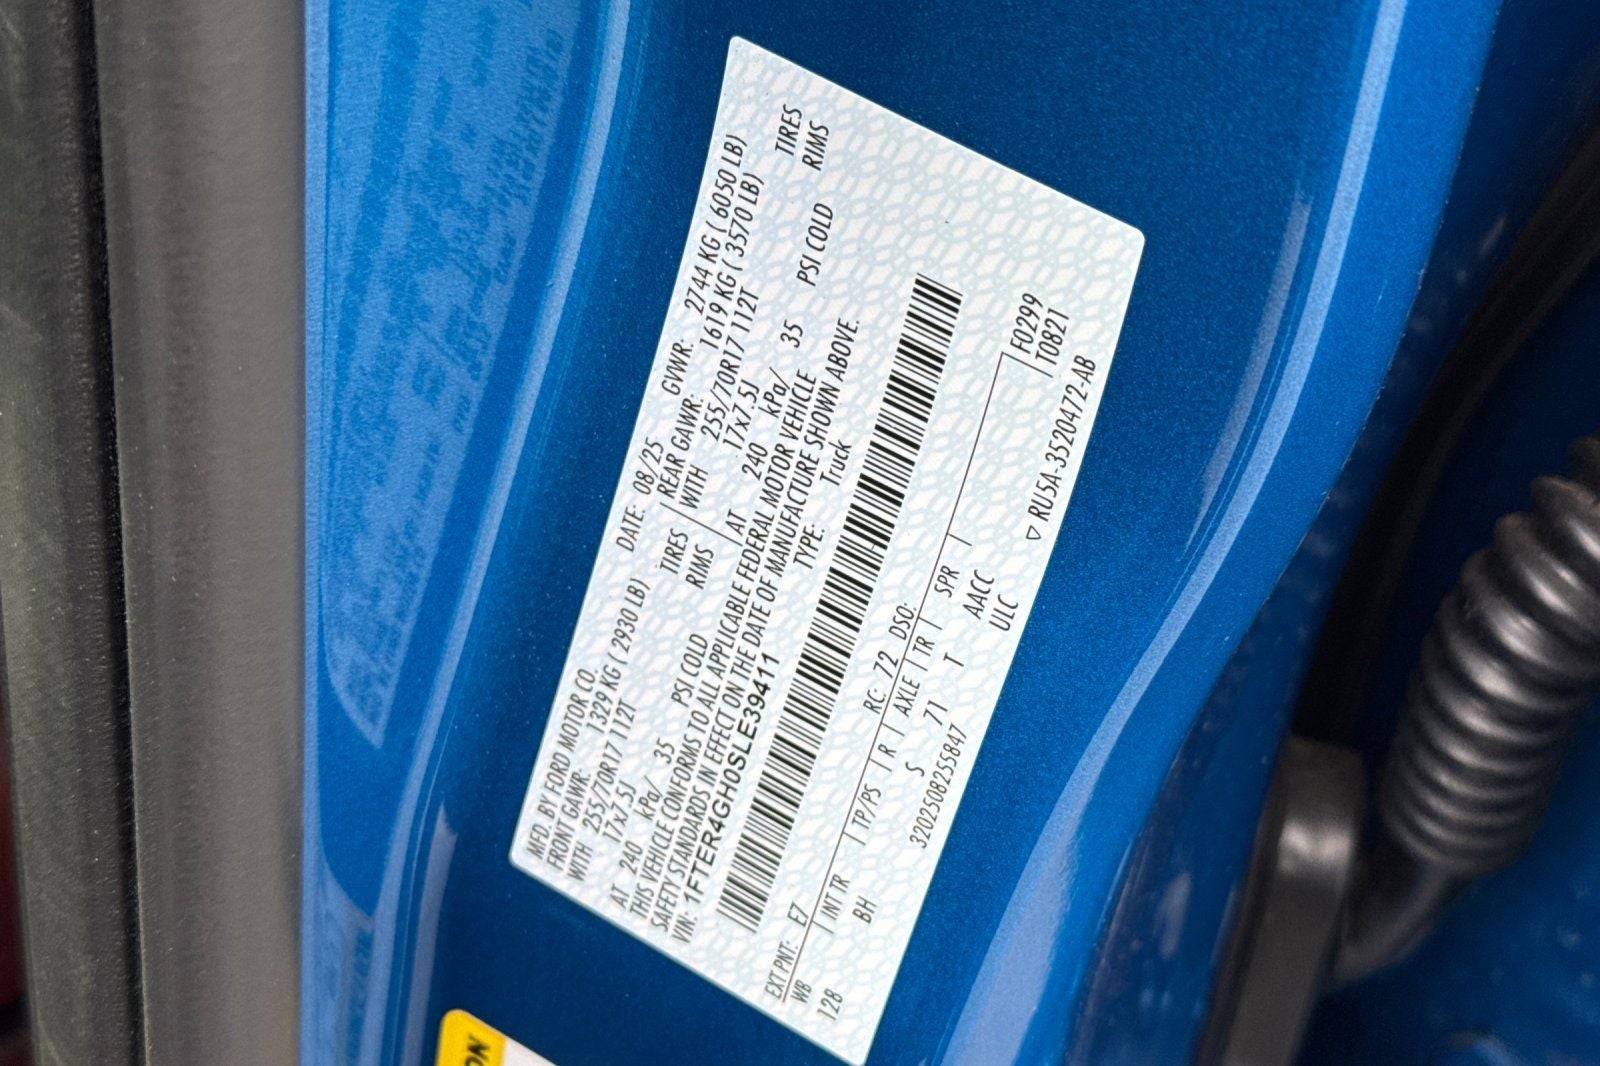 MFD. BY FORD MOTOR CO. DATE: 08/25 GVWR: 2744 KG ( 6050 LB)
FRONT GAWR: 1329 KG ( 2930 LB) REAR GAWR: 1619 KG ( 3570 LB)
WITH 255/70R17 112T TIRES WITH 255/70R17 112T TIRES
17x7.5J RIMS 17x7.5J RIMS
AT 240 kPa/ 35 PSI COLD AT 240 kPa/ 35 PSI COLD
THIS VEHICLE CONFORMS TO ALL APPLICABLE FEDERAL MOTOR VEHICLE
SAFETY STANDARDS IN EFFECT ON THE DATE OF MANUFACTURE SHOWN ABOVE.
VIN: 1FTER4GH0SLE39411 TYPE: Truck
EXT PNT: E7 RC: 72 DSO: F0299
WB INT TR TP/PS R AXLE TR SPR T0821
128 BH S 71 T AACC
3202508255847 ULC ▽ RU5A-3520472-AB
ON